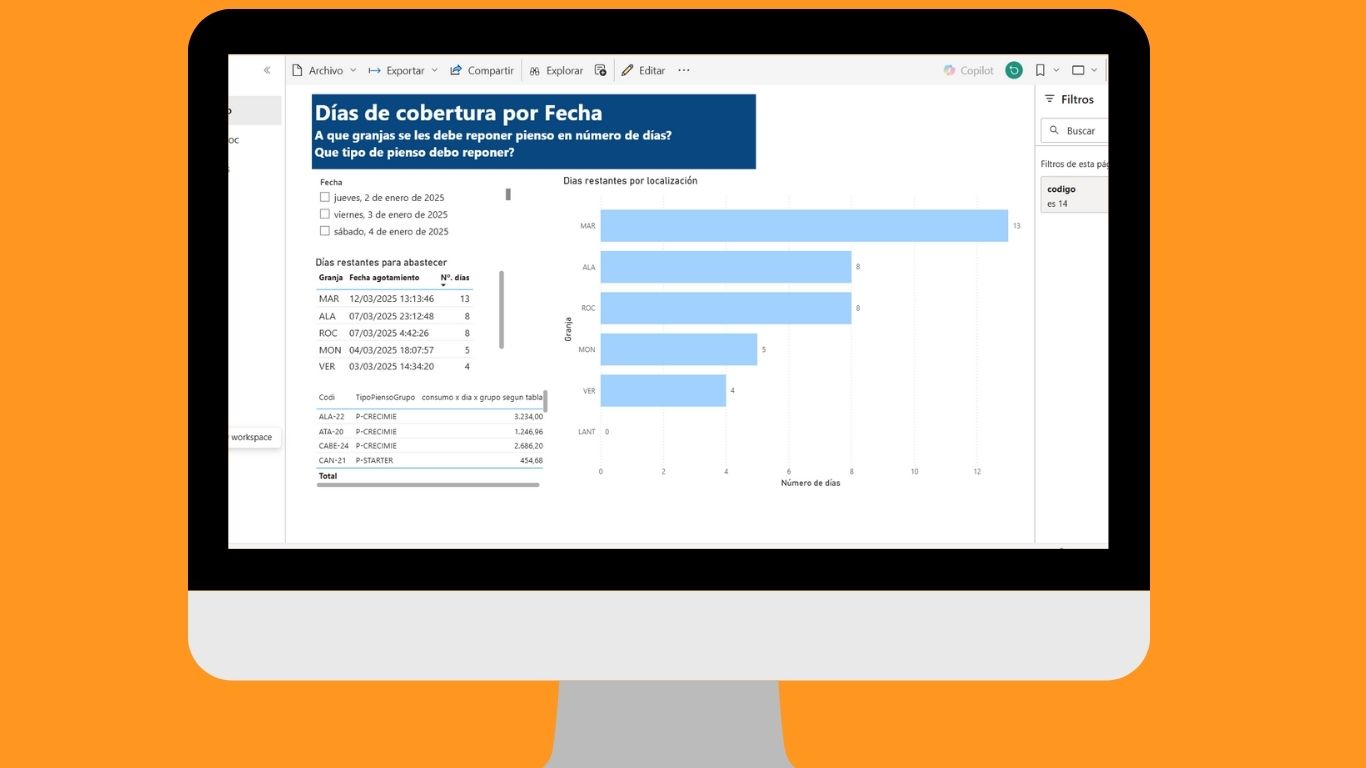 Archivo Exportar Compartir Explorar Editar ... Copilot
Días de cobertura por Fecha
A que granjas se les debe reponer pienso en número de días?
Que tipo de pienso debo reponer?
Fecha
jueves, 2 de enero de 2025
viernes, 3 de enero de 2025
sábado, 4 de enero de 2025
Días restantes para abastecer
Granja Fecha agotamiento Nº. días
MAR 12/03/2025 13:13:46 13
ALA 07/03/2025 23:12:48 8
ROC 07/03/2025 4:42:26 8
MON 04/03/2025 18:07:57 5
VER 03/03/2025 14:34:20 4
Codi TipoPiensoGrupo consumo x dia x grupo segun tabla
ALA-22 P-CRECIMIE 3.234,00
ATA-20 P-CRECIMIE 1.246,96
CABE-24 P-CRECIMIE 2.686,20
CAN-21 P-STARTER 454,68
Total
workspace
Dias restantes por localización
Granja
MAR 13
ALA 8
ROC 8
MON 5
VER 4
LANT 0
0 2 4 6 8 10 12
Número de días
Filtros
Buscar
Filtros de esta pág
codigo
es 14